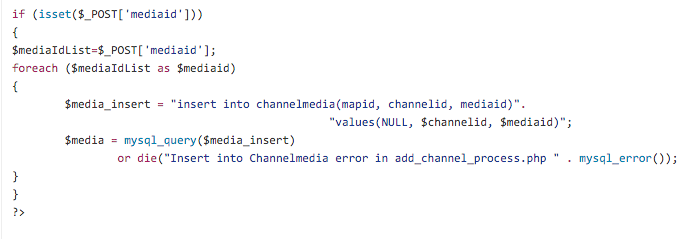 if (isset($_POST['mediaid']))
{
$mediaIdList=$_POST['mediaid'];
foreach ($mediaIdList as $mediaid)
{
        $media_insert = "insert into channelmedia(mapid, channelid, mediaid)".
                                                "values(NULL, $channelid, $mediaid)";
        $media = mysql_query($media_insert)
                or die("Insert into Channelmedia error in add_channel_process.php " . mysql_error());
}
}
?>